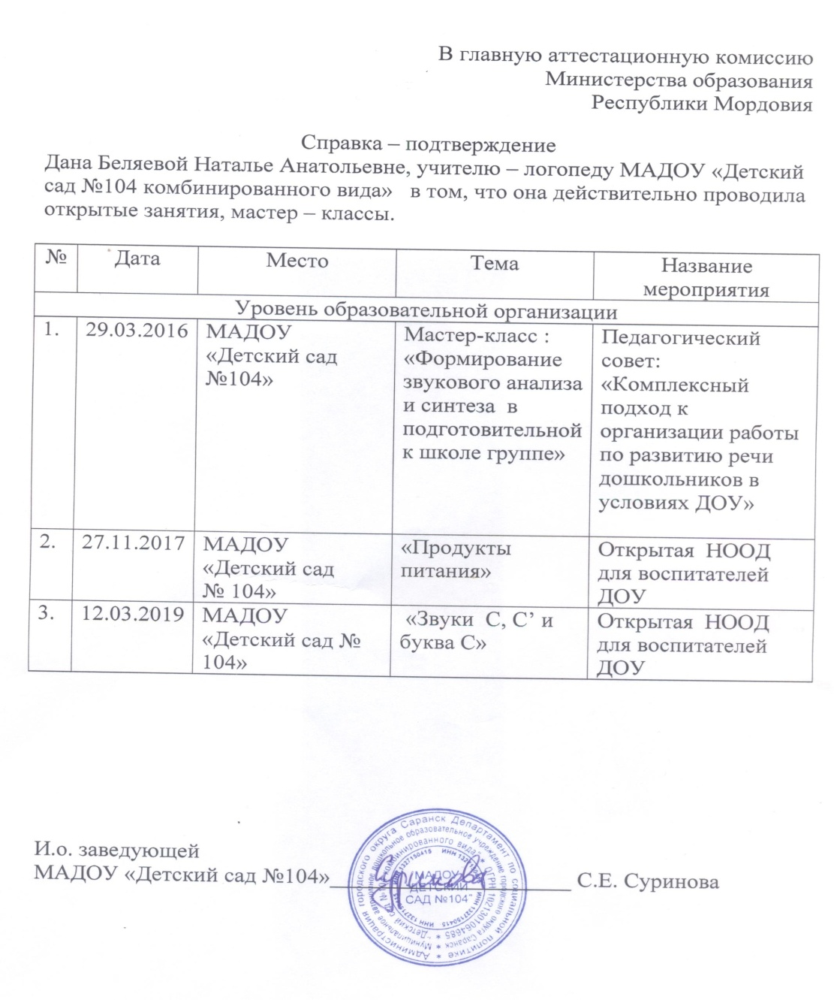 В главную аттестационную комиссию
Министерства образования
Республики Мордовия
Справка – подтверждение
Дана Беляевой Наталье Анатольевне, учителю – логопеду МАДОУ «Детский
сад №104 комбинированного вида» в том, что она действительно проводила
открытые занятия, мастер – классы.
№ Дата Место Тема Название
мероприятия
Уровень образовательной организации
1. 29.03.2016 МАДОУ
«Детский сад
№104»
Мастер-класс :
«Формирование
звукового анализа
и синтеза в
подготовительной
к школе группе»
Педагогический
совет:
«Комплексный
подход к
организации работы
по развитию речи
дошкольников в
условиях ДОУ»
2. 27.11.2017 МАДОУ
«Детский сад
№ 104»
«Продукты
питания»
Открытая НООД
для воспитателей
ДОУ
3. 12.03.2019 МАДОУ
«Детский сад №
104»
«Звуки С, С’ и
буква С»
Открытая НООД
для воспитателей
ДОУ
И.о. заведующей
МАДОУ «Детский сад №104» С.Е. Суринова
Суринова
Администрация городского округа Саранск Департамент по социальной политике
Муниципальное автономное дошкольное образовательное учреждение городского округа Саранск
"Детский сад №104 комбинированного вида" * ОГРН 1021301064685 *
ИНН 1327150415
МАДОУ
"ДЕТСКИЙ
САД №104"